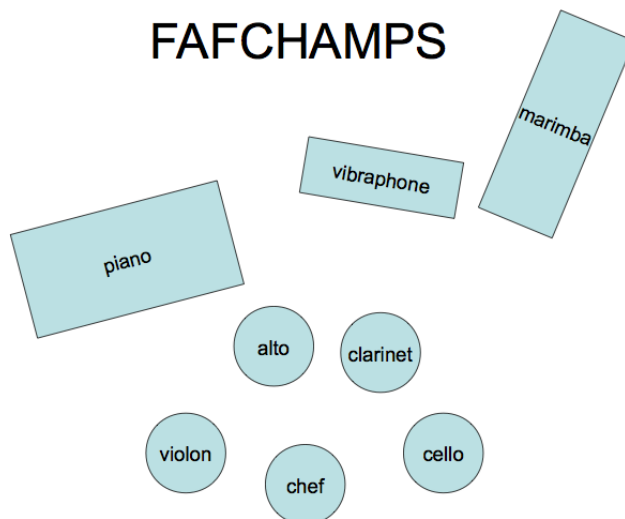 FAFCHAMPS
marimba
vibraphone
piano
alto
clarinet
violon
cello
chef